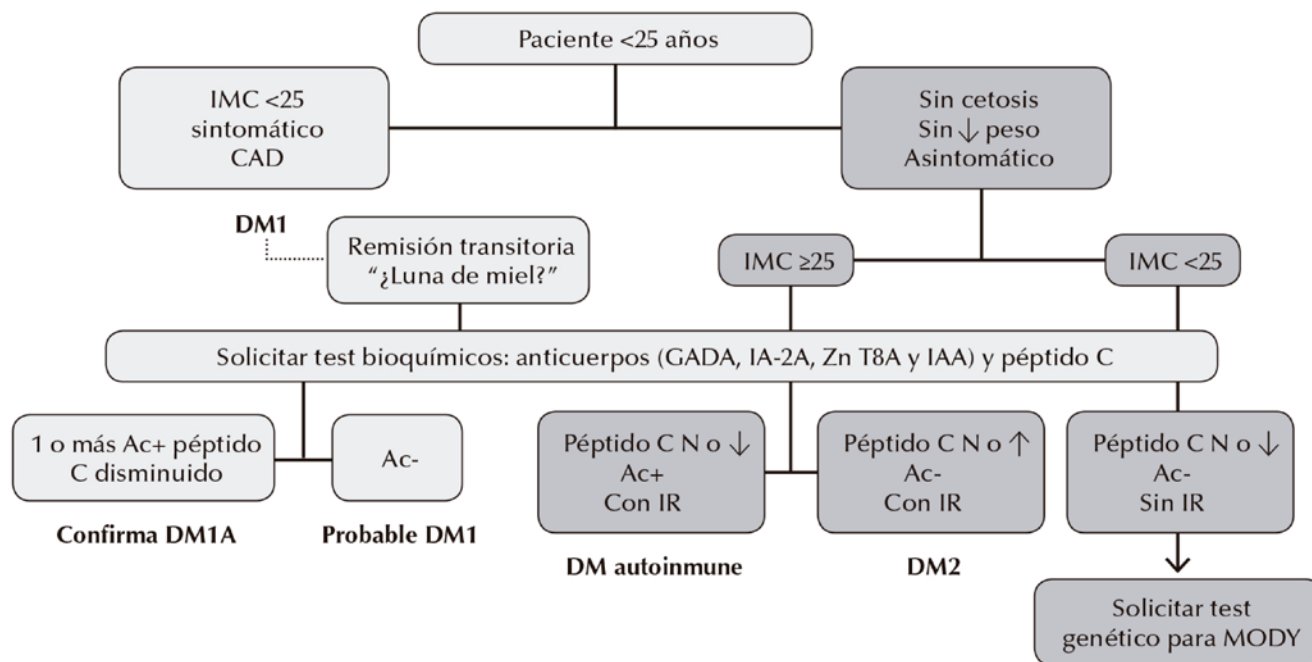 Paciente <25 años
IMC <25
sintomático
CAD
Sin cetosis
Sin ↓ peso
Asintomático
DM1
Remisión transitoria
“¿Luna de miel?”
IMC ≥25
IMC <25
Solicitar test bioquímicos: anticuerpos (GADA, IA-2A, Zn T8A y IAA) y péptido C
1 o más Ac+ péptido
C disminuido
Ac-
Péptido C N o ↓
Ac+
Con IR
Péptido C N o ↑
Ac-
Con IR
Péptido C N o ↓
Ac-
Sin IR
Confirma DM1A
Probable DM1
DM autoinmune
DM2
Solicitar test
genético para MODY